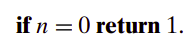 if n = 0 return 1.